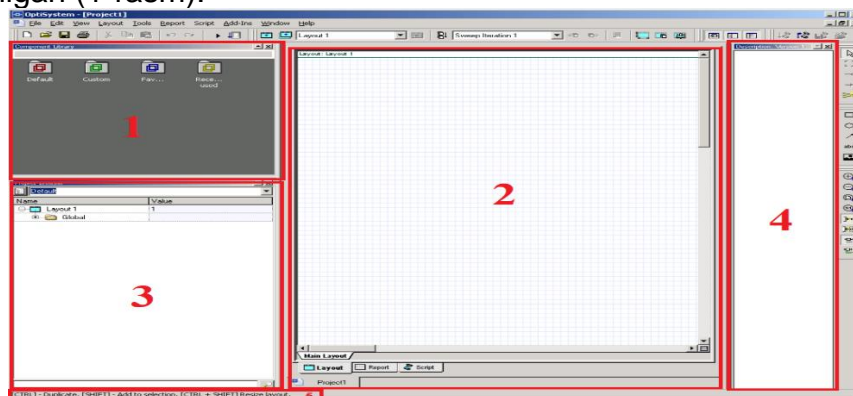 OptiSystem - [Project1]
File Edit View Layout Tools Report Script Add-Ins Window Help
Layout 1 Sweep Iteration 1
Component Library
Default Custom Fav... Rece... used
1
Layout: Layout 1
2
4
Default
Name Value
Layout 1 1
Global
3
Main Layout
Layout Report Script
Project1
[CTRL] - Duplicate, [SHIFT] - Add to selection, [CTRL + SHIFT] Resize layout.